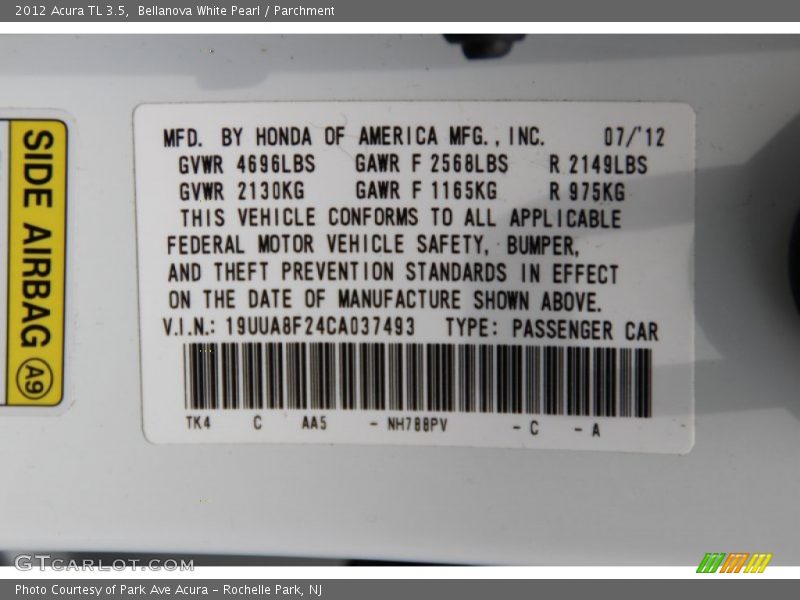 2012 Acura TL 3.5,  Bellanova White Pearl / Parchment
MFD. BY HONDA OF AMERICA MFG., INC. 07/'12
GVWR 4696LBS GAWR F 2568LBS R 2149LBS
GVWR 2130KG GAWR F 1165KG R 975KG
THIS VEHICLE CONFORMS TO ALL APPLICABLE
FEDERAL MOTOR VEHICLE SAFETY, BUMPER,
AND THEFT PREVENTION STANDARDS IN EFFECT
ON THE DATE OF MANUFACTURE SHOWN ABOVE.
V.I.N.: 19UUA8F24CA037493 TYPE: PASSENGER CAR
TK4 C AA5 - NH788PV - C - A
SIDE AIRBAG A9
GTCARLOT.COM
Photo Courtesy of Park Ave Acura - Rochelle Park, NJ